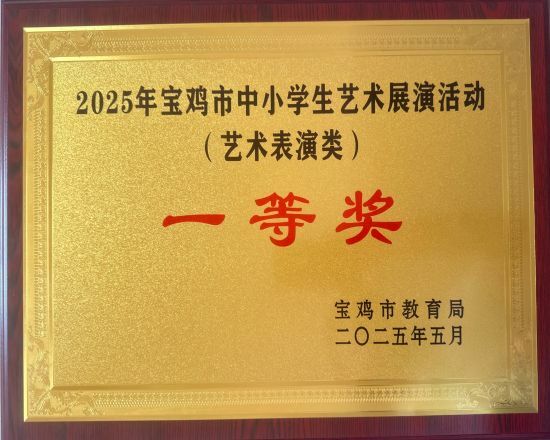 2025年宝鸡市中小学生艺术展演活动
（艺术表演类）
一等奖
宝鸡市教育局
二〇二五年五月